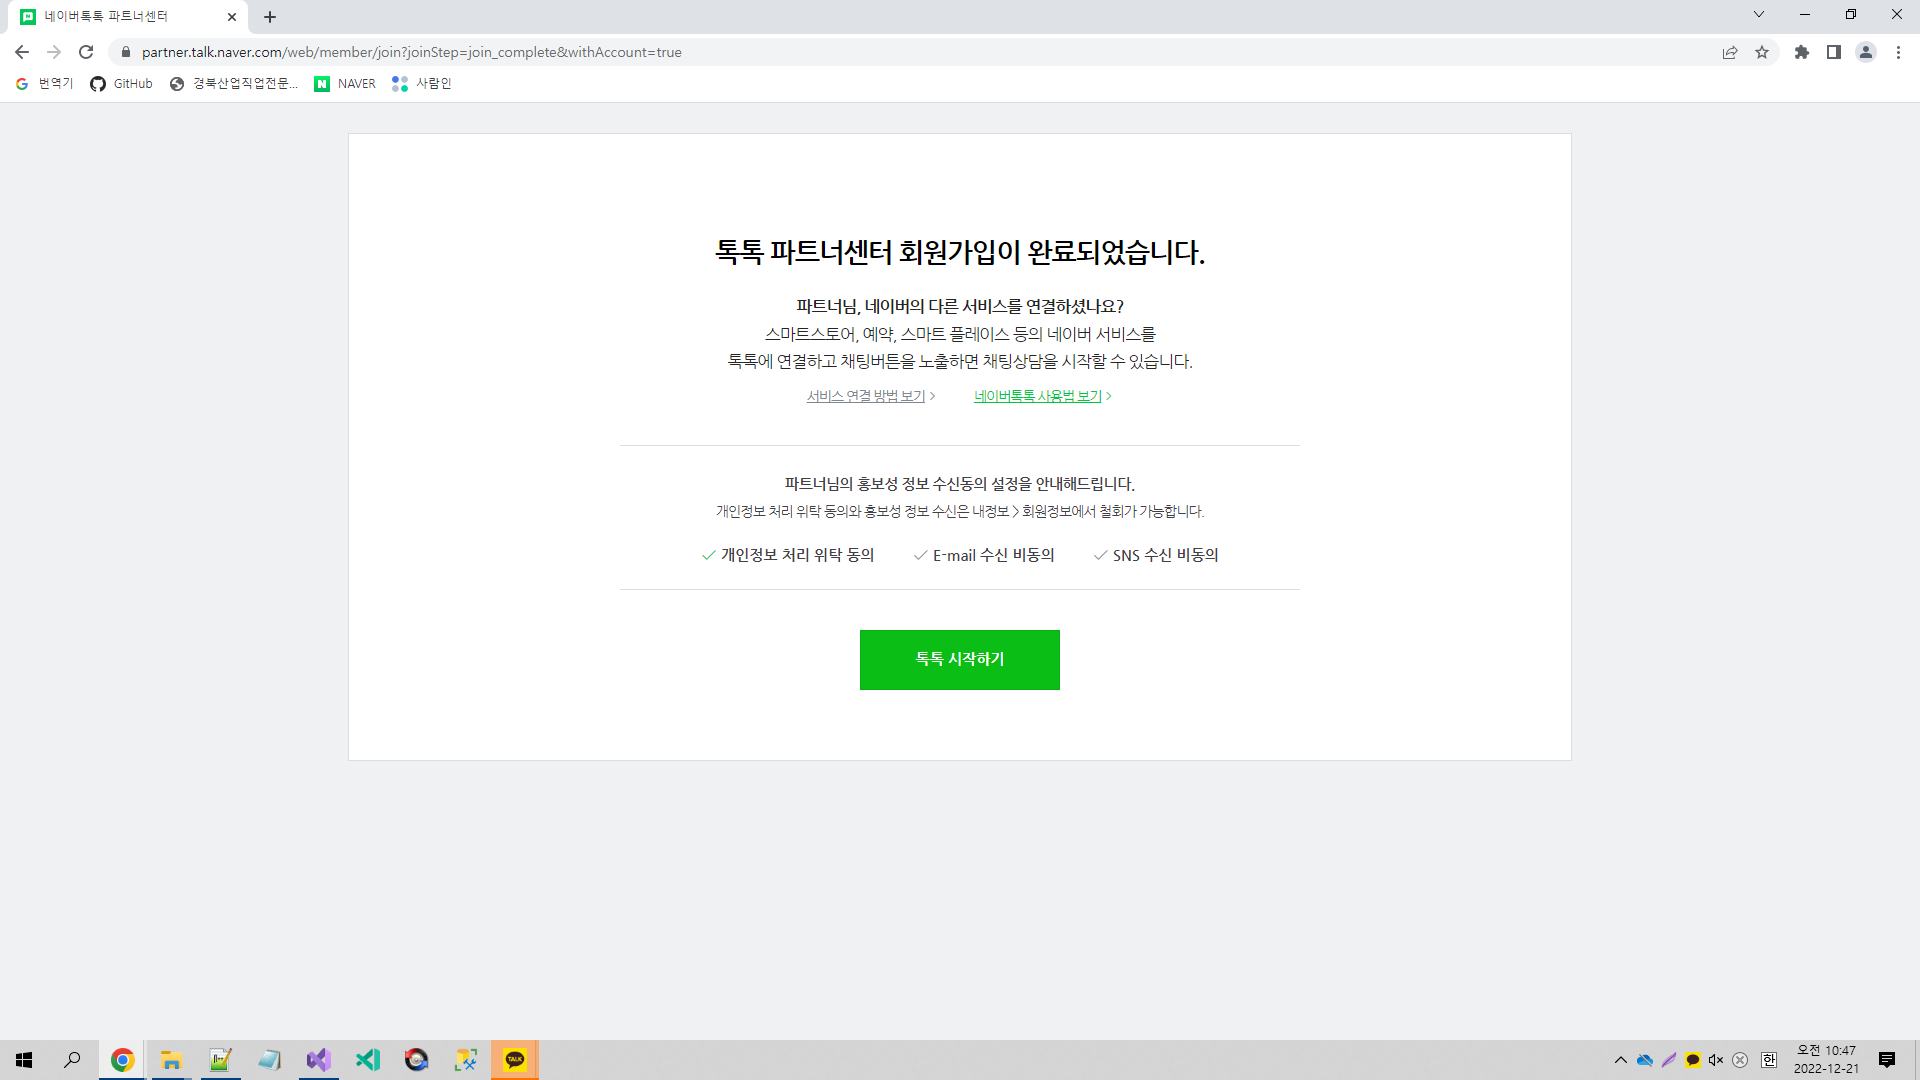 네이버톡톡 파트너센터
partner.talk.naver.com/web/member/join?joinStep=join_complete&withAccount=true
번역기
GitHub
경북산업직업전문...
NAVER
사람인
톡톡 파트너센터 회원가입이 완료되었습니다.
파트너님, 네이버의 다른 서비스를 연결하셨나요?
스마트스토어, 예약, 스마트 플레이스 등의 네이버 서비스를
톡톡에 연결하고 채팅버튼을 노출하면 채팅상담을 시작할 수 있습니다.
서비스 연결 방법 보기 >
네이버톡톡 사용법 보기 >
파트너님의 홍보성 정보 수신동의 설정을 안내해드립니다.
개인정보 처리 위탁 동의와 홍보성 정보 수신은 내정보 > 회원정보에서 철회가 가능합니다.
개인정보 처리 위탁 동의
E-mail 수신 비동의
SNS 수신 비동의
톡톡 시작하기
TALK
한
오전 10:47
2022-12-21